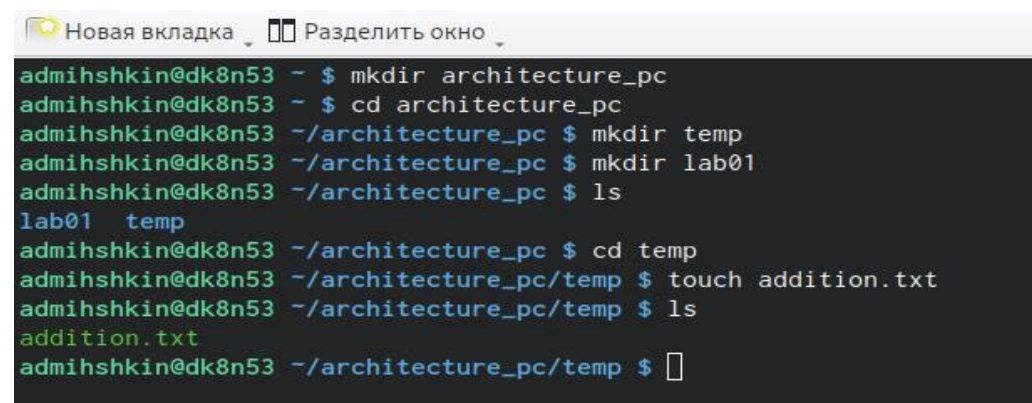 Новая вкладка Разделить окно
admihshkin@dk8n53 ~ $ mkdir architecture_pc
admihshkin@dk8n53 ~ $ cd architecture_pc
admihshkin@dk8n53 ~/architecture_pc $ mkdir temp
admihshkin@dk8n53 ~/architecture_pc $ mkdir lab01
admihshkin@dk8n53 ~/architecture_pc $ ls
lab01  temp
admihshkin@dk8n53 ~/architecture_pc $ cd temp
admihshkin@dk8n53 ~/architecture_pc/temp $ touch addition.txt
admihshkin@dk8n53 ~/architecture_pc/temp $ ls
addition.txt
admihshkin@dk8n53 ~/architecture_pc/temp $